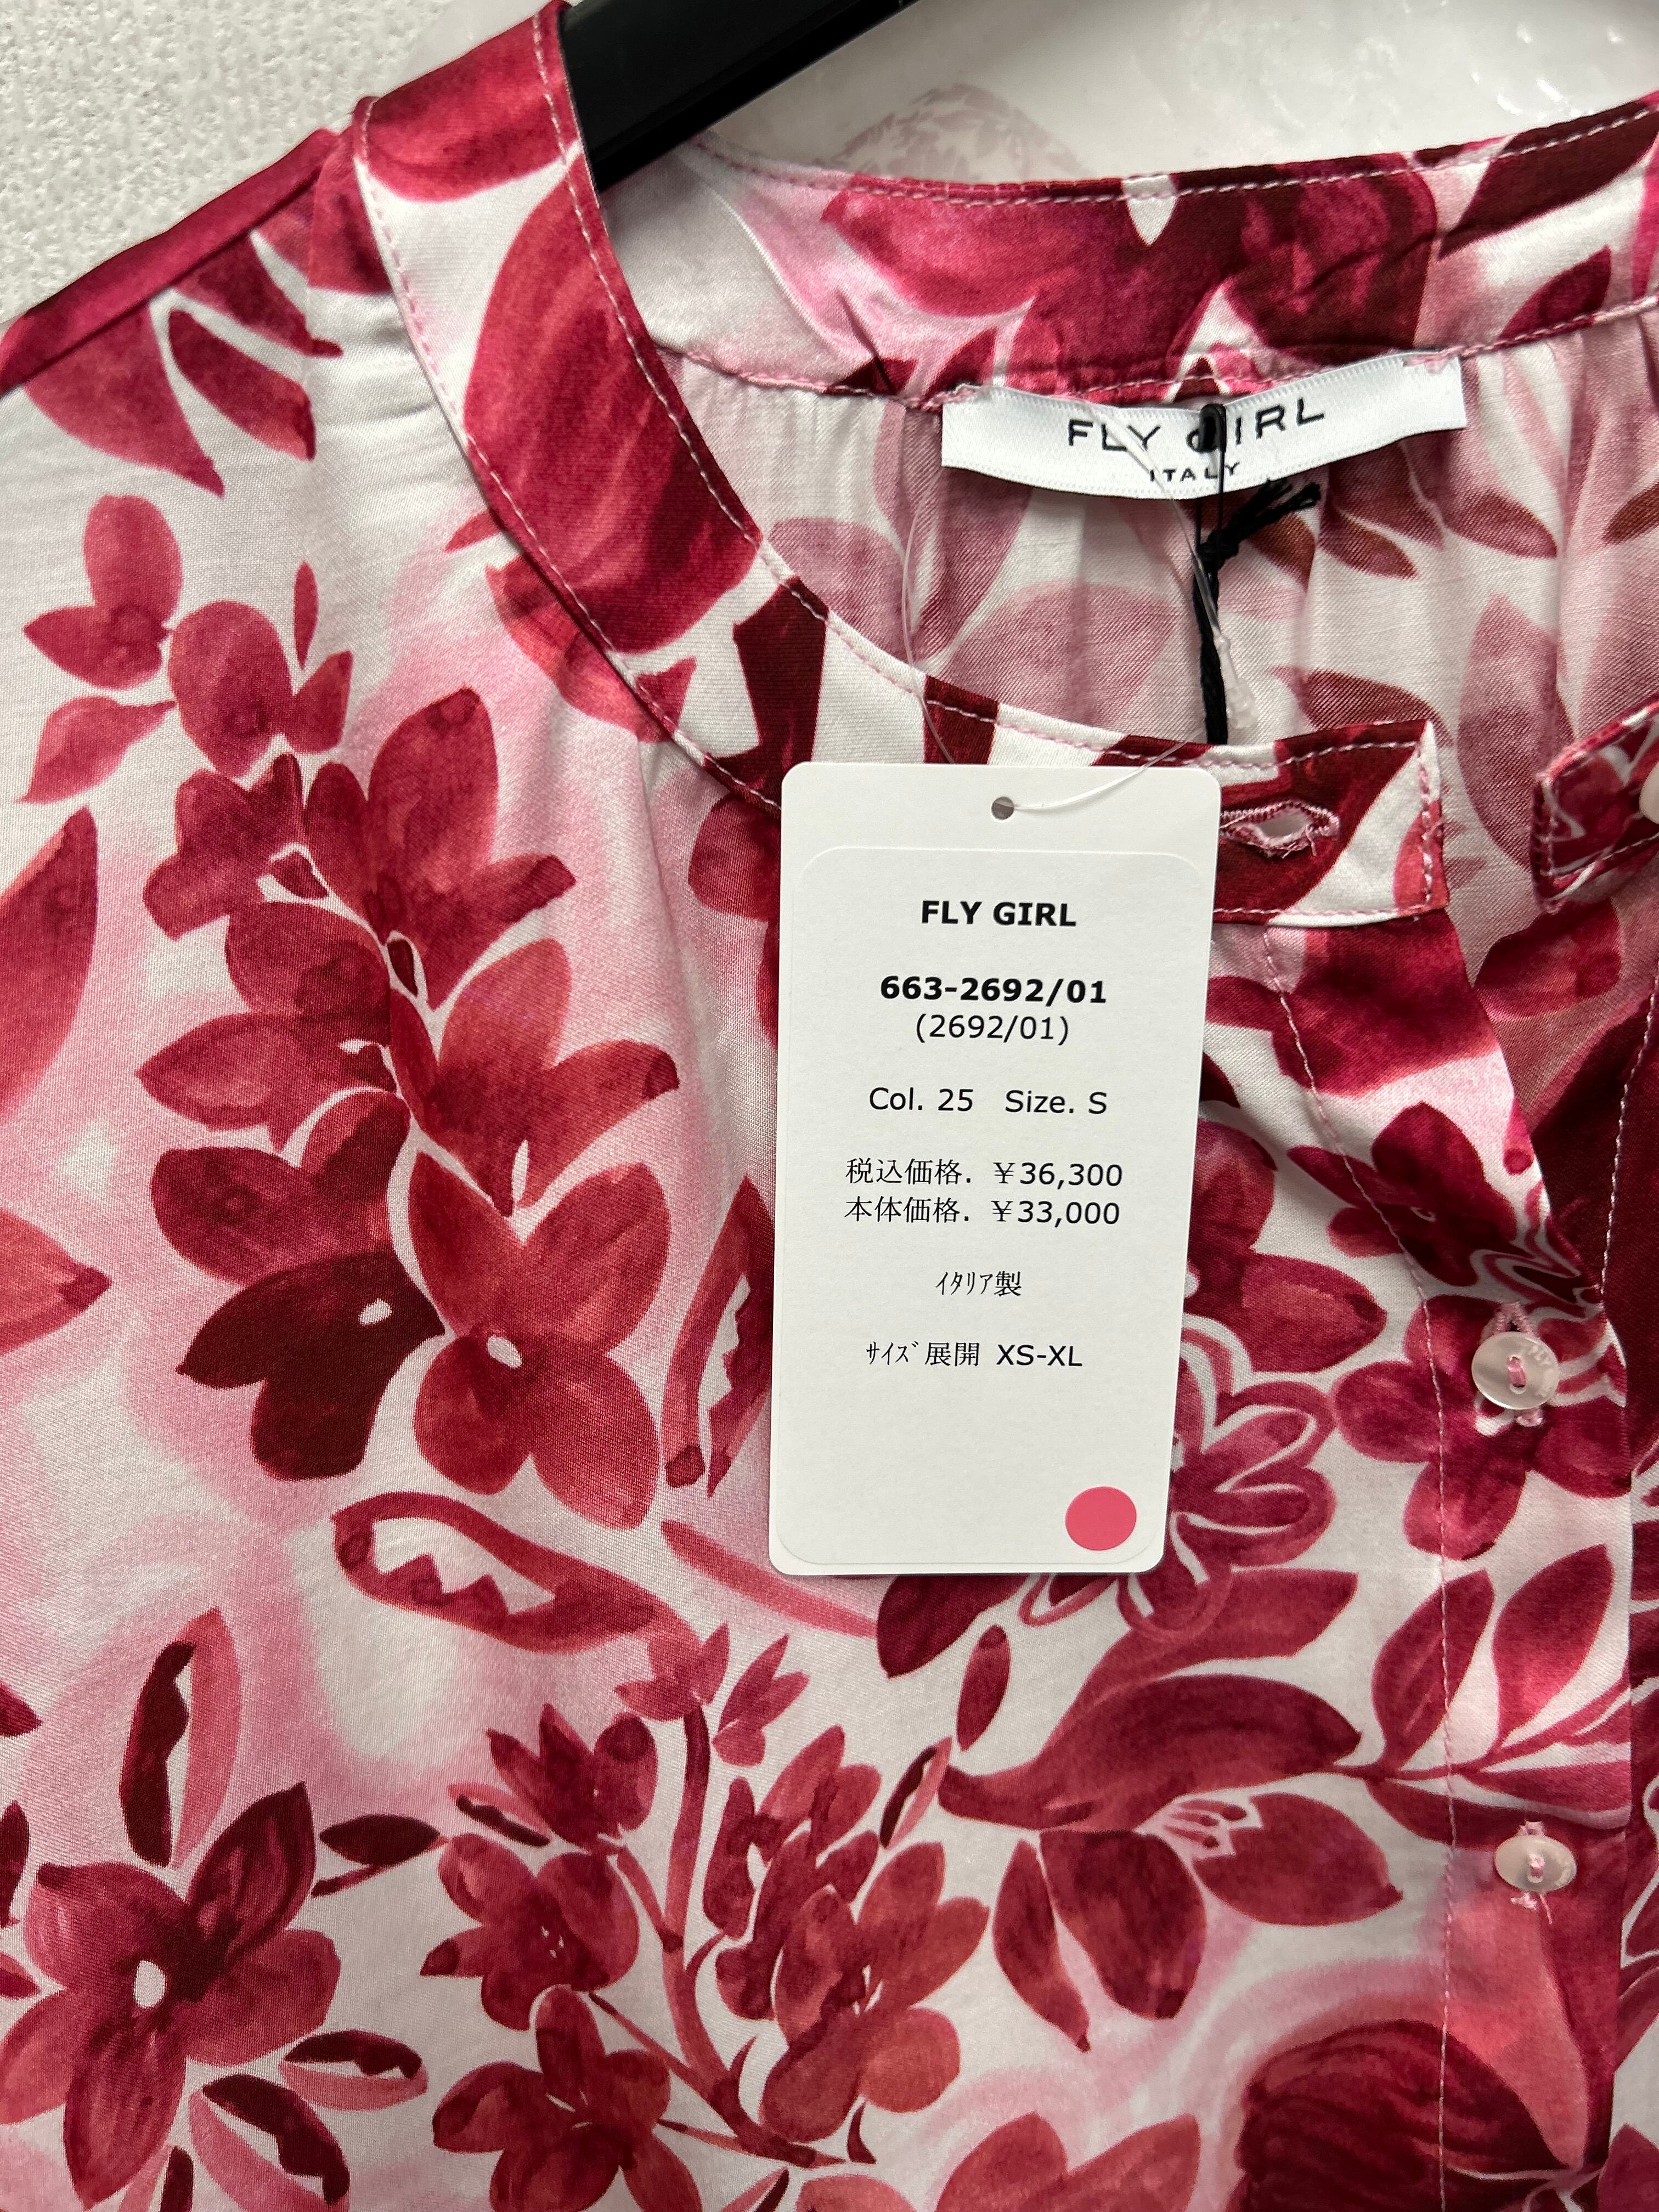 FLY GIRL
ITALY
FLY GIRL
663-2692/01
(2692/01)
Col. 25 Size. S
税込価格. ￥36,300
本体価格. ￥33,000
ｲﾀﾘｱ製
ｻｲｽﾞ展開 XS-XL